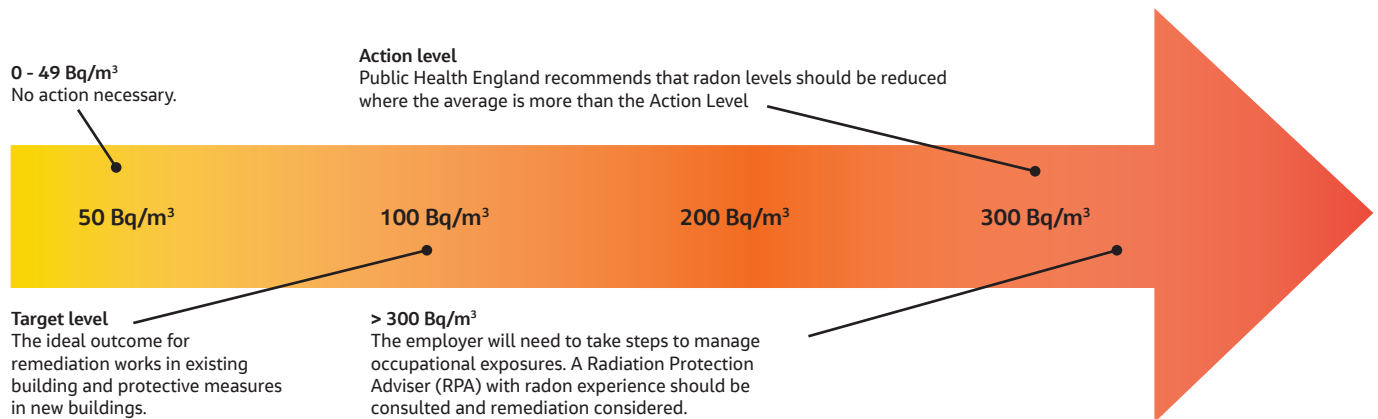 0 - 49 Bq/m³
No action necessary.
Action level
Public Health England recommends that radon levels should be reduced
where the average is more than the Action Level
50 Bq/m³
100 Bq/m³
200 Bq/m³
300 Bq/m³
Target level
The ideal outcome for
remediation works in existing
building and protective measures
in new buildings.
> 300 Bq/m³
The employer will need to take steps to manage
occupational exposures. A Radiation Protection
Adviser (RPA) with radon experience should be
consulted and remediation considered.